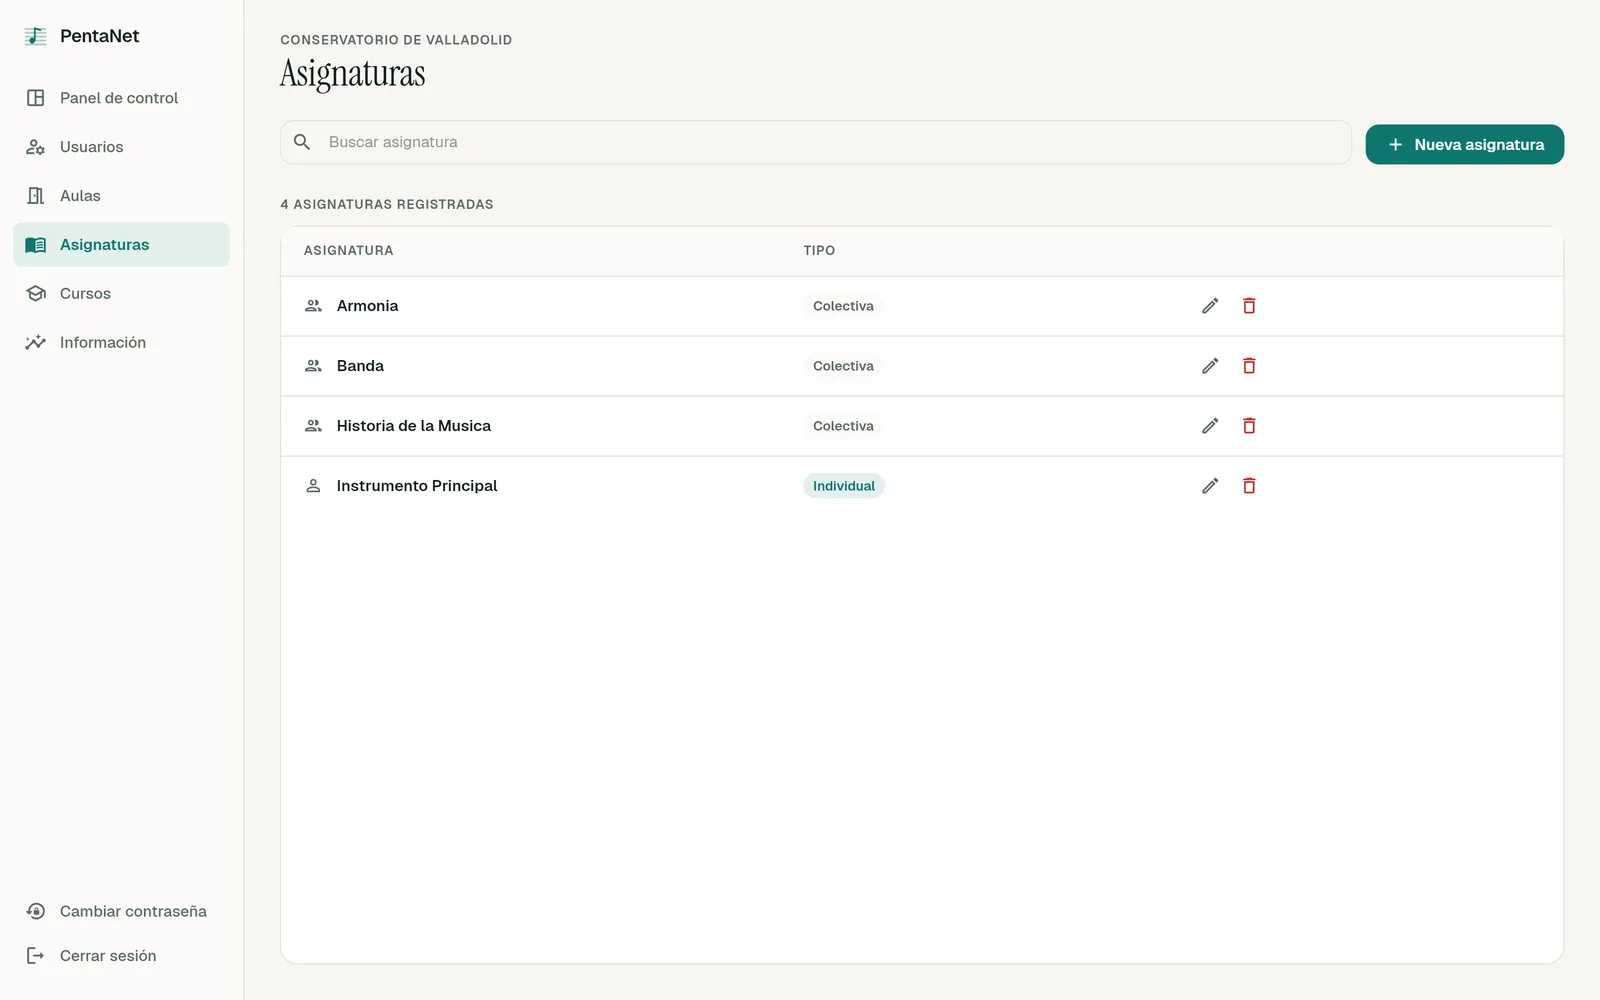 PentaNet
Panel de control
Usuarios
Aulas
Asignaturas
Cursos
Información
Cambiar contraseña
Cerrar sesión
CONSERVATORIO DE VALLADOLID
Asignaturas
Buscar asignatura
Nueva asignatura
4 ASIGNATURAS REGISTRADAS
ASIGNATURA TIPO
Armonia Colectiva
Banda Colectiva
Historia de la Musica Colectiva
Instrumento Principal Individual